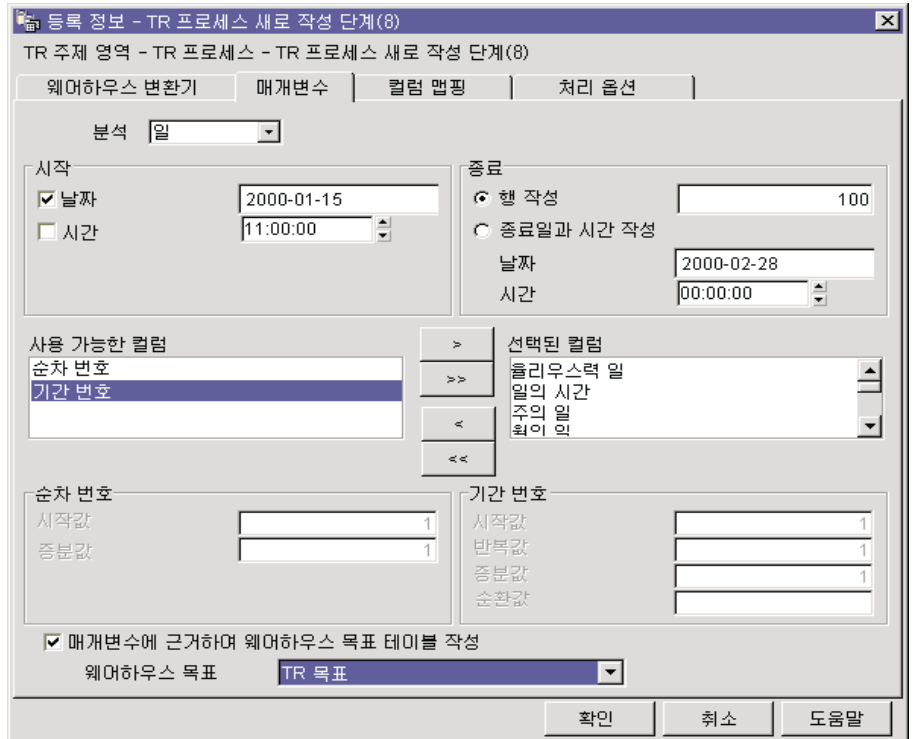 등록 정보 - TR 프로세스 새로 작성 단계(8)
TR 주제 영역 - TR 프로세스 - TR 프로세스 새로 작성 단계(8)
웨어하우스 변환기 매개변수 컬럼 맵핑 처리 옵션
분석 일
시작
날짜 2000-01-15
시간 11:00:00
종료
행 작성 100
종료일과 시간 작성
날짜 2000-02-28
시간 00:00:00
사용 가능한 컬럼
순차 번호
기간 번호
>
>>
<
<<
선택된 컬럼
율리우스력 일
일의 시간
주의 일
월의 일
순차 번호
시작값 1
증분값 1
기간 번호
시작값 1
반복값 1
증분값 1
순환값
매개변수에 근거하여 웨어하우스 목표 테이블 작성
웨어하우스 목표 TR 목표
확인 취소 도움말